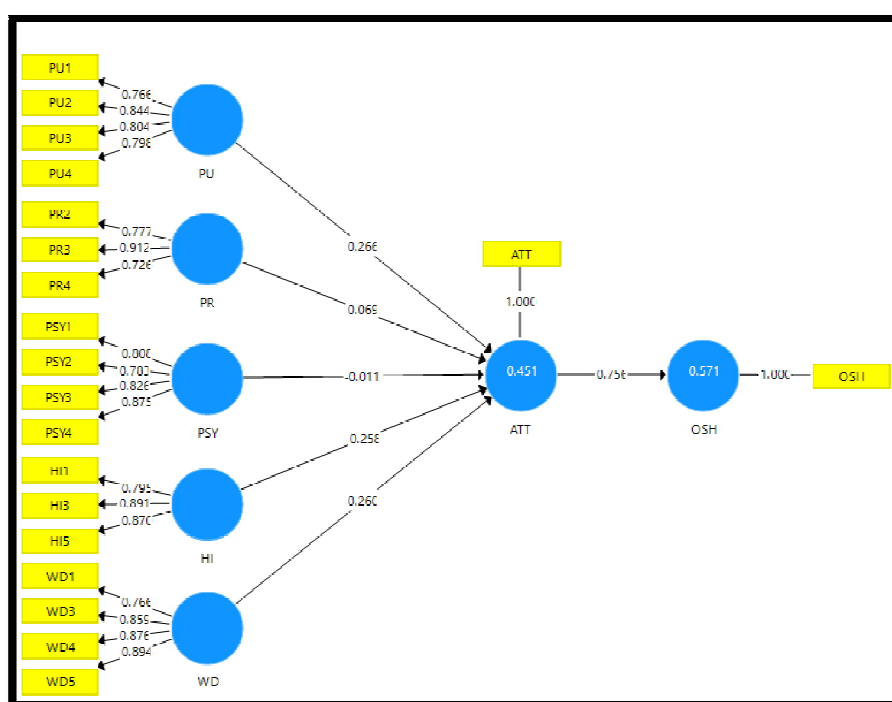 PU1
PU2
PU3
PU4
0.766
0.844
0.804
0.798
PU
PR2
PR3
PR4
0.777
0.912
0.726
PR
PSY1
PSY2
PSY3
PSY4
0.826
0.875
PSY
HI1
HI3
HI5
0.795
0.891
0.870
HI
WD1
WD3
WD4
WD5
0.766
0.859
0.876
0.894
WD
0.266
0.069
-0.011
0.258
0.260
ATT
1.000
0.451
ATT
0.756
0.571
OSH
1.000
OSH